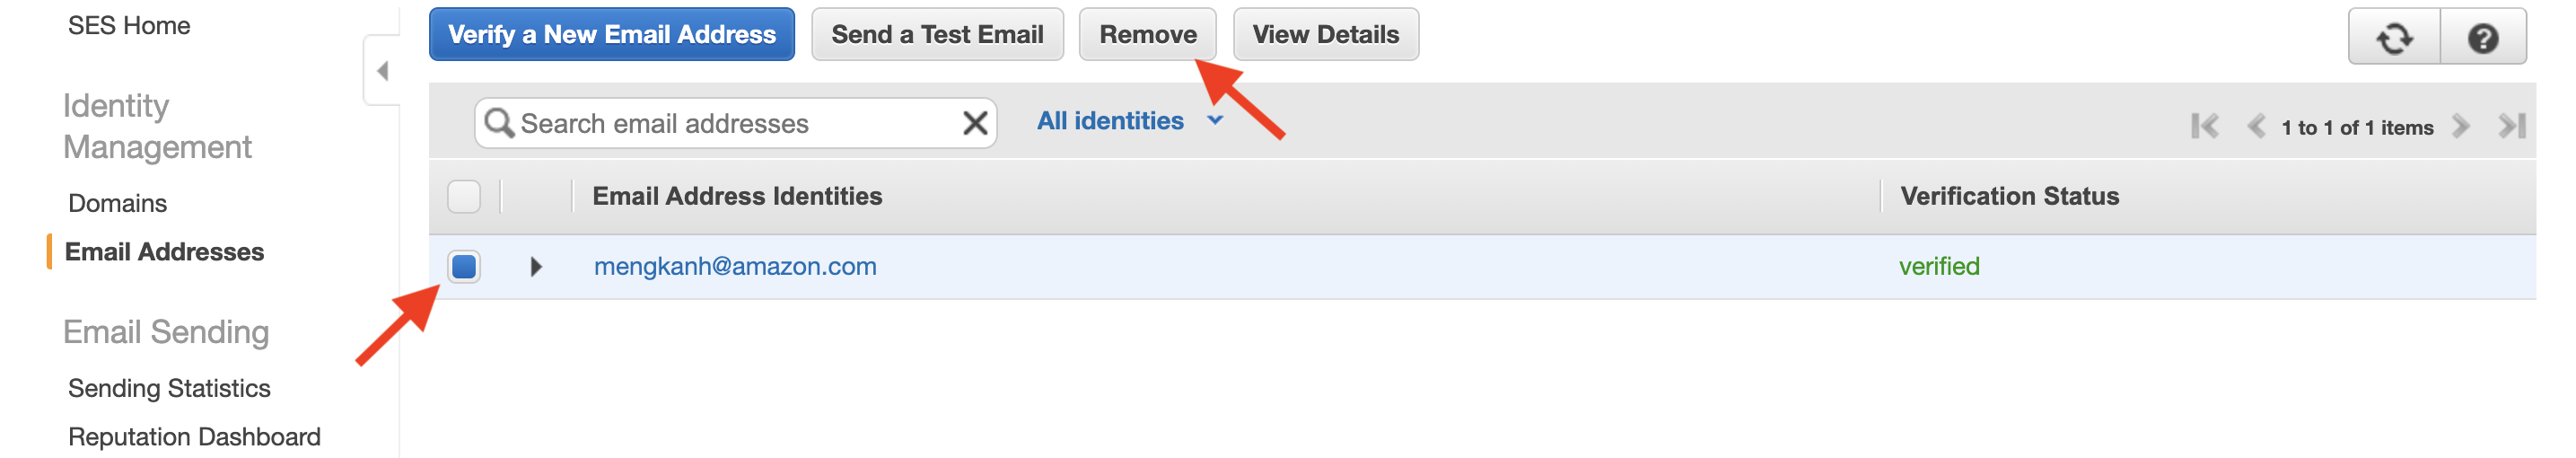 SES Home
Identity
Management
Domains
Email Addresses
Email Sending
Sending Statistics
Reputation Dashboard
Verify a New Email Address
Send a Test Email
Remove
View Details
?
Search email addresses
All identities
1 to 1 of 1 items
Email Address Identities
Verification Status
mengkanh@amazon.com
verified